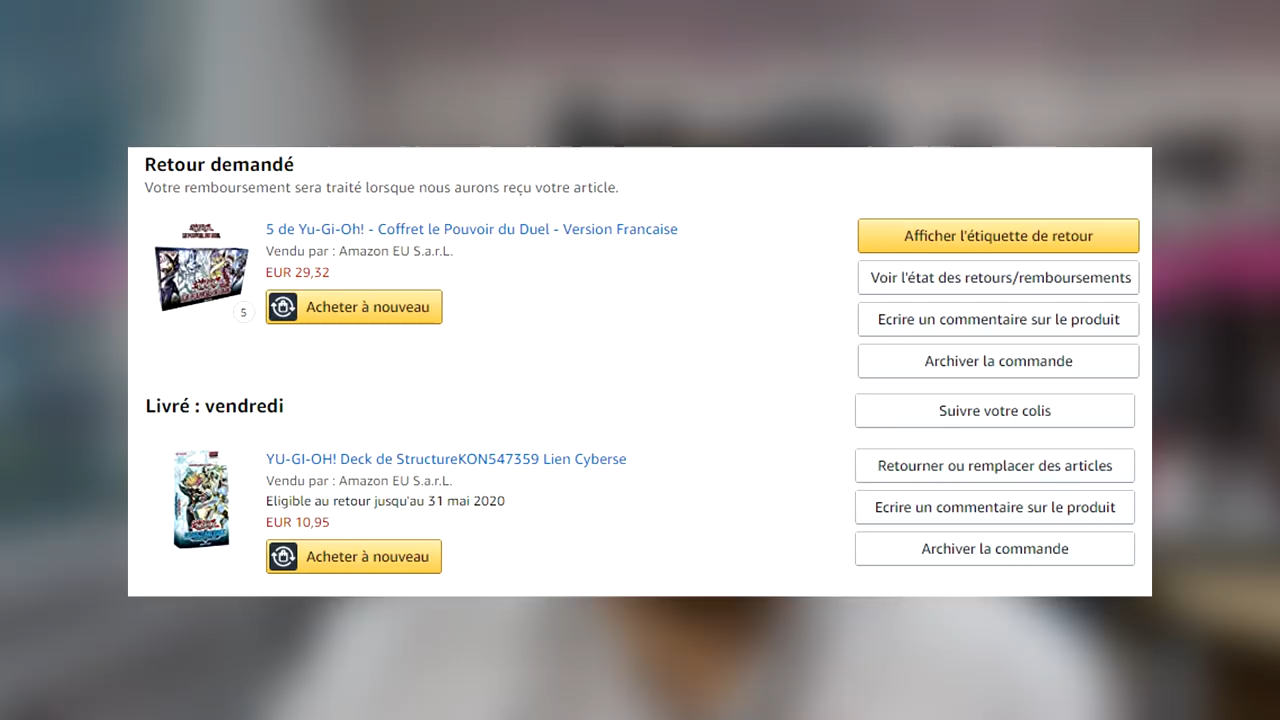 Retour demandé
Votre remboursement sera traité lorsque nous aurons reçu votre article.
5 de Yu-Gi-Oh! - Coffret le Pouvoir du Duel - Version Francaise
Vendu par : Amazon EU S.a.r.L.
EUR 29,32
5
Acheter à nouveau
Afficher l'étiquette de retour
Voir l'état des retours/remboursements
Ecrire un commentaire sur le produit
Archiver la commande
Livré : vendredi
Suivre votre colis
YU-GI-OH! Deck de StructureKON547359 Lien Cyberse
Vendu par : Amazon EU S.a.r.L.
Eligible au retour jusqu'au 31 mai 2020
EUR 10,95
Acheter à nouveau
Retourner ou remplacer des articles
Ecrire un commentaire sur le produit
Archiver la commande